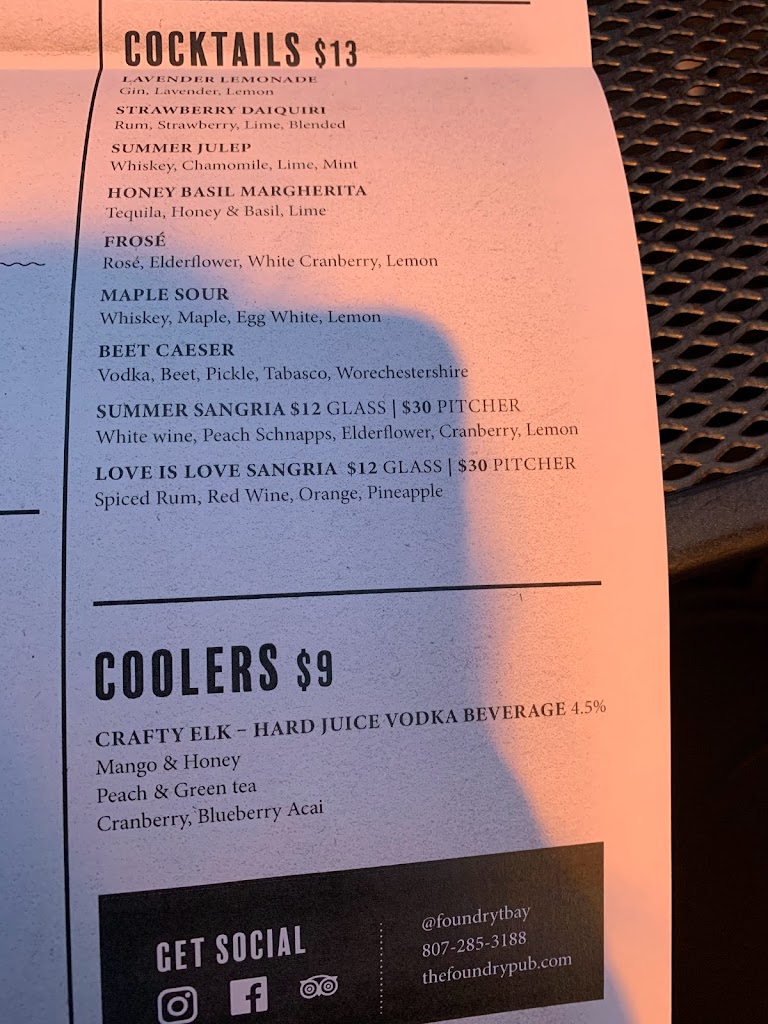 COCKTAILS $13
LAVENDER LEMONADE
Gin, Lavender, Lemon
STRAWBERRY DAIQUIRI
Rum, Strawberry, Lime, Blended
SUMMER JULEP
Whiskey, Chamomile, Lime, Mint
HONEY BASIL MARGHERITA
Tequila, Honey & Basil, Lime
FROSÉ
Rosé, Elderflower, White Cranberry, Lemon
MAPLE SOUR
Whiskey, Maple, Egg White, Lemon
BEET CAESER
Vodka, Beet, Pickle, Tabasco, Worechestershire
SUMMER SANGRIA $12 GLASS | $30 PITCHER
White wine, Peach Schnapps, Elderflower, Cranberry, Lemon
LOVE IS LOVE SANGRIA $12 GLASS | $30 PITCHER
Spiced Rum, Red Wine, Orange, Pineapple
COOLERS $9
CRAFTY ELK – HARD JUICE VODKA BEVERAGE 4.5%
Mango & Honey
Peach & Green tea
Cranberry, Blueberry Acai
GET SOCIAL
@foundrytbay
807-285-3188
thefoundrypub.com